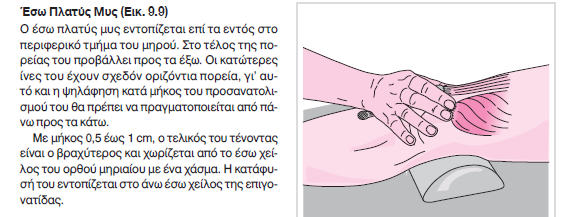 Έσω Πλατύς Μυς (Εικ. 9.9)
Ο έσω πλατύς μυς εντοπίζεται επί τα εντός στο
περιφερικό τμήμα του μηρού. Στο τέλος της πο-
ρείας του προβάλλει προς τα έξω. Οι κατώτερες
ίνες του έχουν σχεδόν οριζόντια πορεία, γι' αυ-
τό και η ψηλάφηση κατά μήκος του προσανατολι-
σμού του θα πρέπει να πραγματοποιείται από πά-
νω προς τα κάτω.
Με μήκος 0,5 έως 1 cm, ο τελικός του τένοντας
είναι ο βραχύτερος και χωρίζεται από το έσω χεί-
λος του ορθού μηριαίου με ένα χάσμα. Η κατάφυ-
σή του εντοπίζεται στο άνω έσω χείλος της επιγο-
νατίδας.